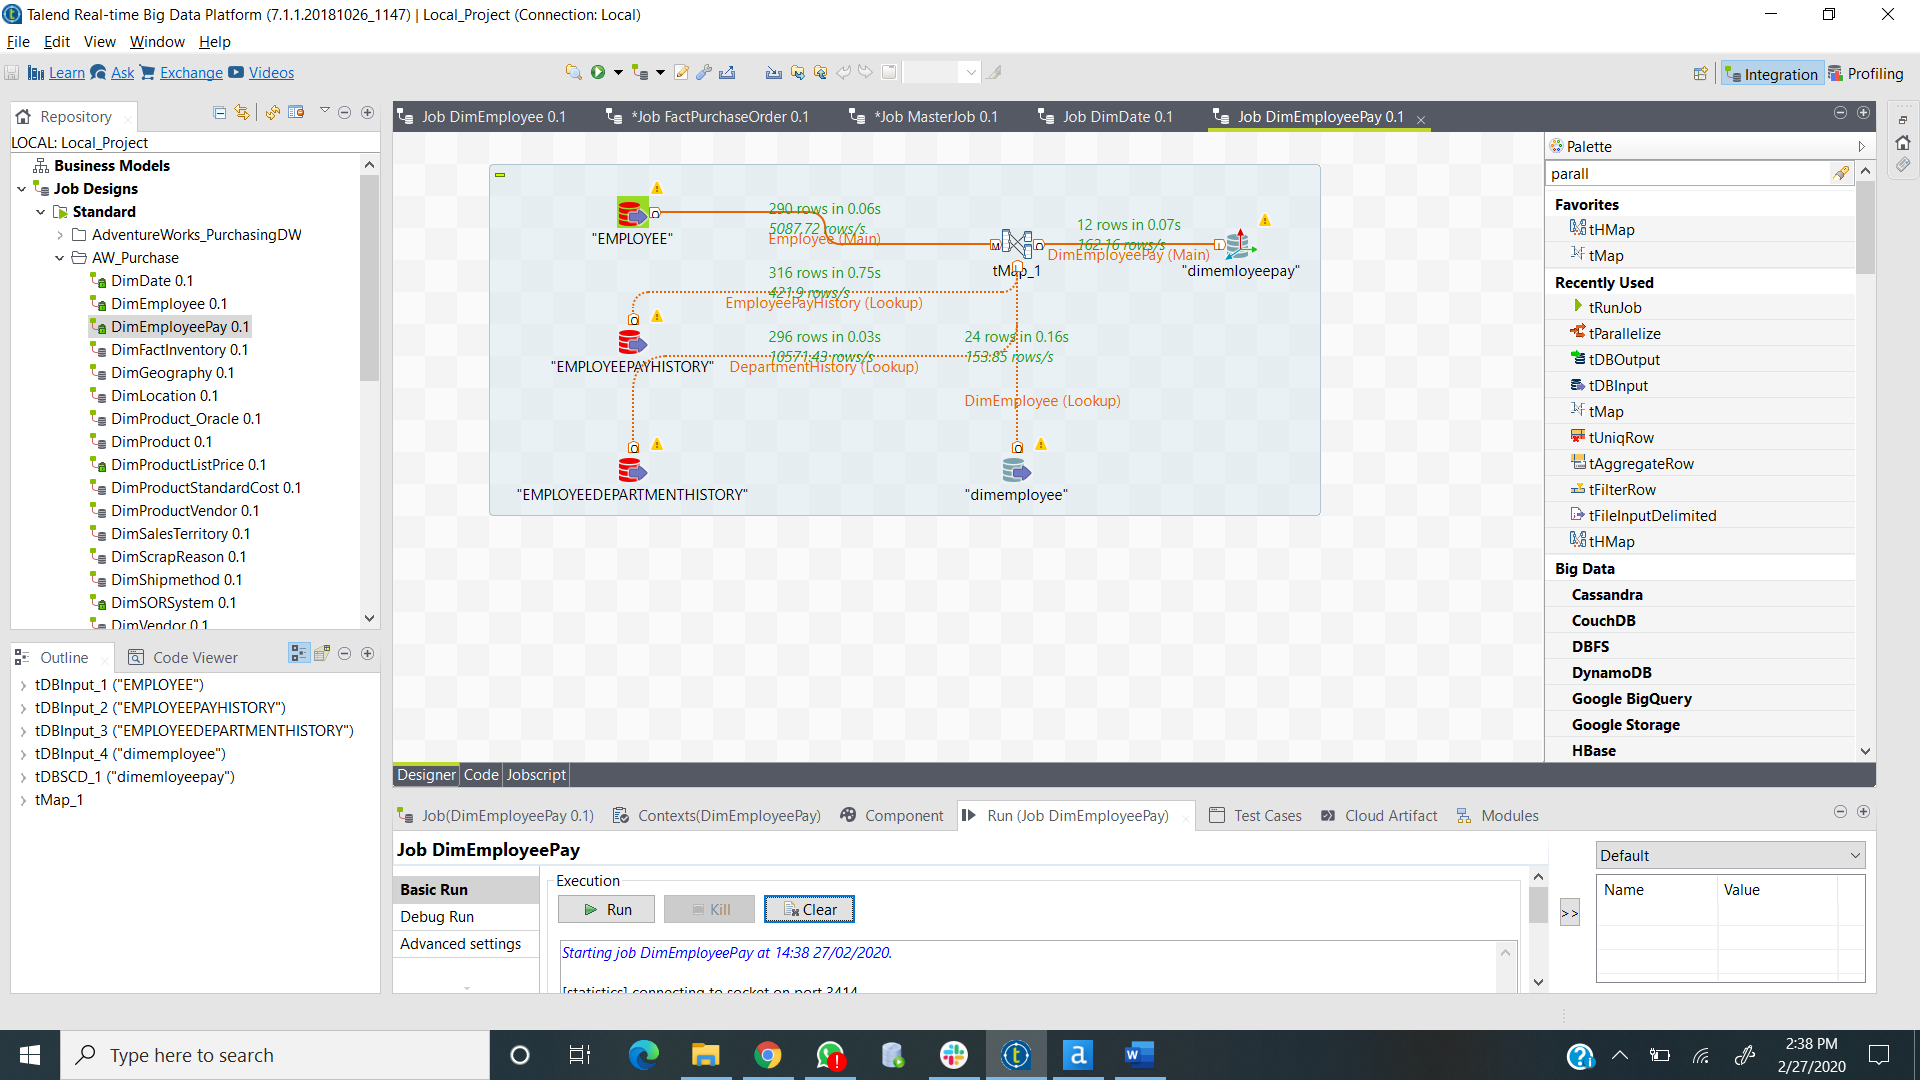 Talend Real-time Big Data Platform (7.1.1.20181026_1147) | Local_Project (Connection: Local)
File Edit View Window Help
Learn Ask Exchange Videos
Integration Profiling
Repository
LOCAL: Local_Project
Business Models
Job Designs
Standard
AdventureWorks_PurchasingDW
AW_Purchase
DimDate 0.1
DimEmployee 0.1
DimEmployeePay 0.1
DimFactInventory 0.1
DimGeography 0.1
DimLocation 0.1
DimProduct_Oracle 0.1
DimProduct 0.1
DimProductListPrice 0.1
DimProductStandardCost 0.1
DimProductVendor 0.1
DimSalesTerritory 0.1
DimScrapReason 0.1
DimShipmethod 0.1
DimSORSystem 0.1
DimVendor 0.1
Outline Code Viewer
tDBInput_1 ("EMPLOYEE")
tDBInput_2 ("EMPLOYEEPAYHISTORY")
tDBInput_3 ("EMPLOYEEDEPARTMENTHISTORY")
tDBInput_4 ("dimemployee")
tDBSCD_1 ("dimemloyeepay")
tMap_1
Job DimEmployee 0.1 *Job FactPurchaseOrder 0.1 *Job MasterJob 0.1 Job DimDate 0.1 Job DimEmployeePay 0.1
290 rows in 0.06s
5087.72 rows/s
Employee (Main)
"EMPLOYEE"
12 rows in 0.07s
162.16 rows/s
DimEmployeePay (Main)
tMap_1
"dimemloyeepay"
316 rows in 0.75s
421.9 rows/s
EmployeePayHistory (Lookup)
296 rows in 0.03s
10571.43 rows/s
DepartmentHistory (Lookup)
24 rows in 0.16s
153.85 rows/s
"EMPLOYEEPAYHISTORY"
DimEmployee (Lookup)
"EMPLOYEEDEPARTMENTHISTORY"
"dimemployee"
Designer Code Jobscript
Palette
parall
Favorites
tHMap
tMap
Recently Used
tRunJob
tParallelize
tDBOutput
tDBInput
tMap
tUniqRow
tAggregateRow
tFilterRow
tFileInputDelimited
tHMap
Big Data
Cassandra
CouchDB
DBFS
DynamoDB
Google BigQuery
Google Storage
HBase
Job(DimEmployeePay 0.1) Contexts(DimEmployeePay) Component Run (Job DimEmployeePay) Test Cases Cloud Artifact Modules
Job DimEmployeePay
Basic Run
Debug Run
Advanced settings
Execution
Run Kill Clear
Starting job DimEmployeePay at 14:38 27/02/2020.
[statistics] connecting to socket on port 3414
>>
Default
Name Value
Type here to search
2:38 PM
2/27/2020